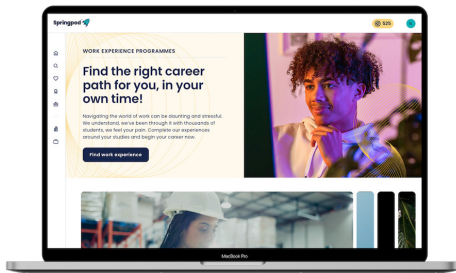 Springpod
525
WORK EXPERIENCE PROGRAMMES
Find the right career
path for you, in your
own time!
Navigating the world of work can be daunting and stressful.
We understand, we've been through it with thousands of
students, we feel your pain. Complete our experiences
around your studies and begin your career now.
Find work experience
MacBook Pro